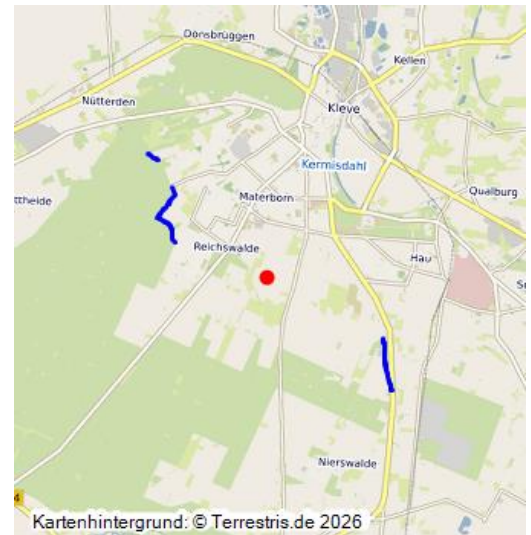 Donsbrüggen
Kellen
Nütterden
Kleve
Kermisdahl
Qualburg
ttheide
Materborn
Reichswalde
Hau
Nierswalde
Kartenhintergrund: © Terrestris.de 2026